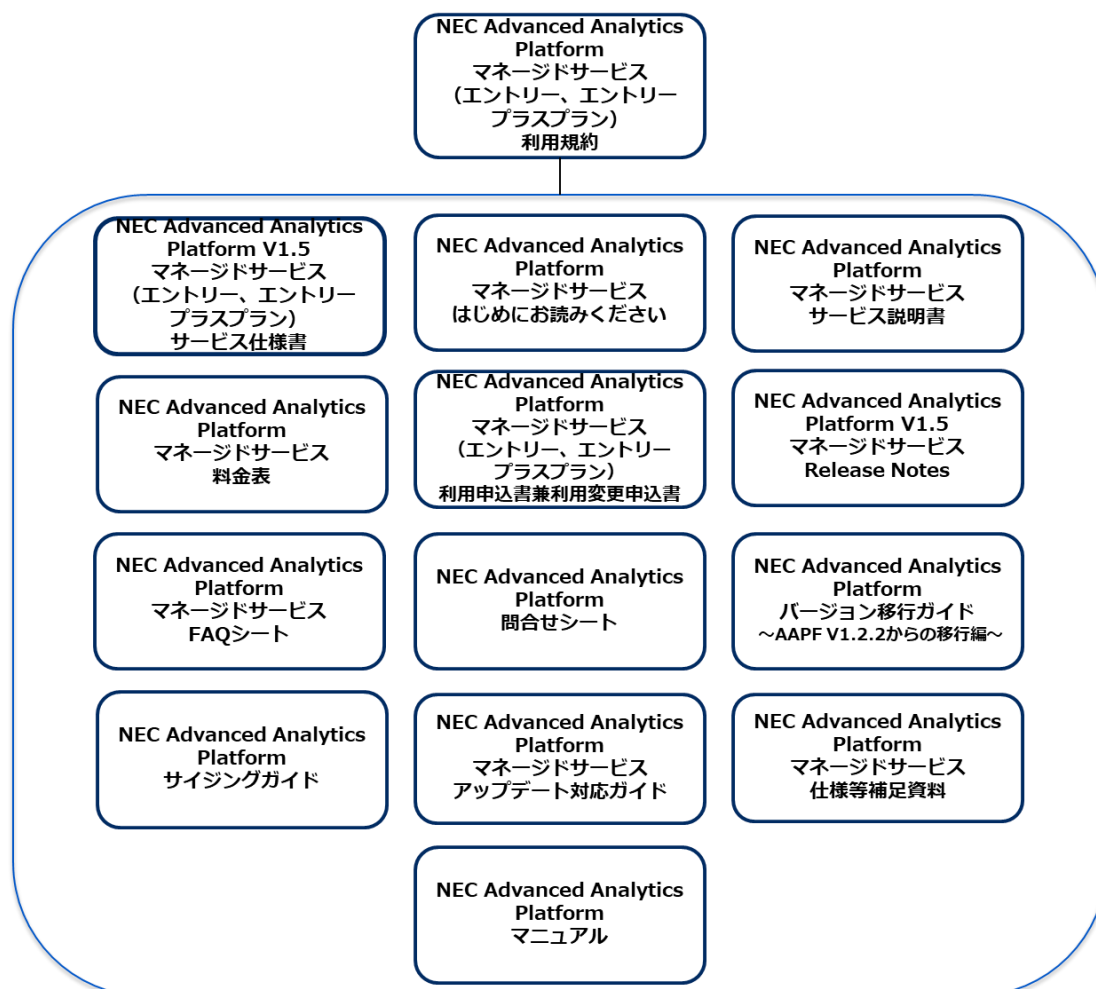 NEC Advanced Analytics
Platform
マネージドサービス
（エントリー、エントリー
プラスプラン）
利用規約
NEC Advanced Analytics
Platform V1.5
マネージドサービス
（エントリー、エントリー
プラスプラン）
サービス仕様書
NEC Advanced Analytics
Platform
マネージドサービス
はじめにお読みください
NEC Advanced Analytics
Platform
マネージドサービス
サービス説明書
NEC Advanced Analytics
Platform
マネージドサービス
料金表
NEC Advanced Analytics
Platform
マネージドサービス
（エントリー、エントリー
プラスプラン）
利用申込書兼利用変更申込書
NEC Advanced Analytics
Platform V1.5
マネージドサービス
Release Notes
NEC Advanced Analytics
Platform
マネージドサービス
FAQシート
NEC Advanced Analytics
Platform
問合せシート
NEC Advanced Analytics
Platform
バージョン移行ガイド
～AAPF V1.2.2からの移行編～
NEC Advanced Analytics
Platform
サイジングガイド
NEC Advanced Analytics
Platform
マネージドサービス
アップデート対応ガイド
NEC Advanced Analytics
Platform
マネージドサービス
仕様等補足資料
NEC Advanced Analytics
Platform
マニュアル